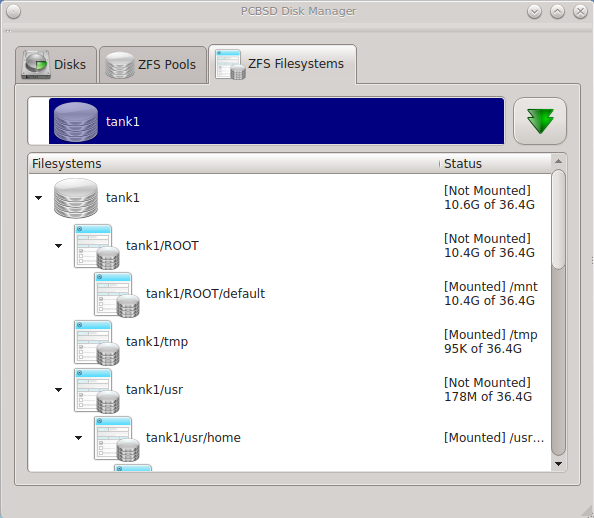 PCBSD Disk Manager
Disks
ZFS Pools
ZFS Filesystems
tank1
Filesystems
Status
tank1
[Not Mounted]
10.6G of 36.4G
tank1/ROOT
[Not Mounted]
10.4G of 36.4G
tank1/ROOT/default
[Mounted] /mnt
10.4G of 36.4G
tank1/tmp
[Mounted] /tmp
95K of 36.4G
tank1/usr
[Not Mounted]
178M of 36.4G
tank1/usr/home
[Mounted] /usr...